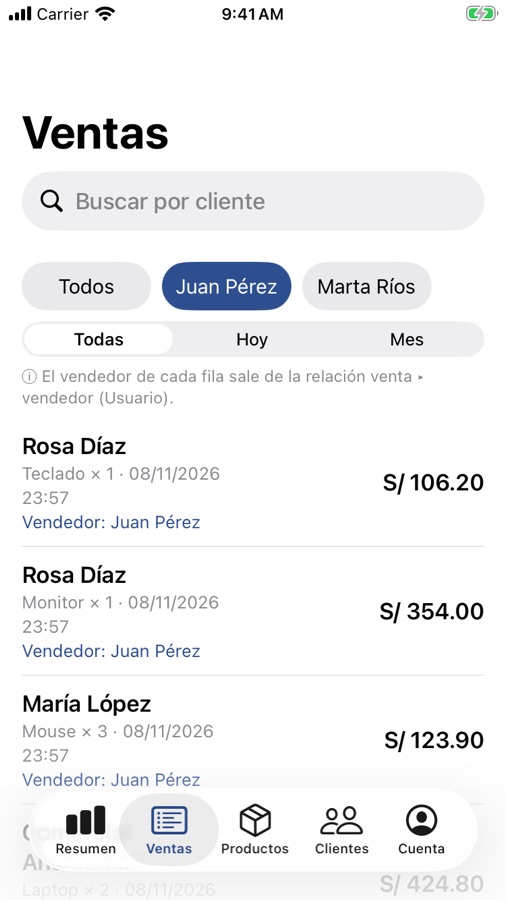 Carrier
9:41 AM
Ventas
Buscar por cliente
Todos
Juan Pérez
Marta Ríos
Todas
Hoy
Mes
ⓘ El vendedor de cada fila sale de la relación venta ▸
vendedor (Usuario).
Rosa Díaz
Teclado × 1 · 08/11/2026
23:57
S/ 106.20
Vendedor: Juan Pérez
Rosa Díaz
Monitor × 1 · 08/11/2026
23:57
S/ 354.00
Vendedor: Juan Pérez
María López
Mouse × 3 · 08/11/2026
23:57
S/ 123.90
Vendedor: Juan Pérez
Resumen
Ventas
Productos
Clientes
Cuenta
Laptop × 2 · 08/11/2026
S/ 424.80